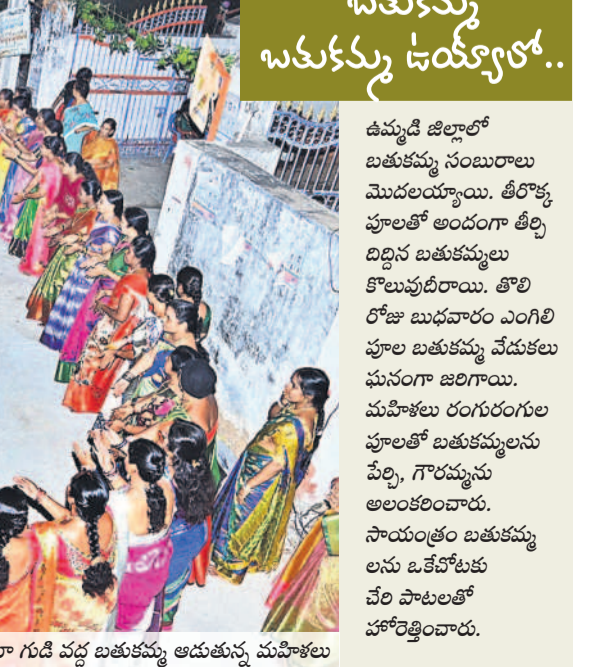 బతుకమ్మ
బతుకమ్మ ఉయ్యాలో..
ఉమ్మడి జిల్లాలో
బతుకమ్మ సంబురాలు
మొదలయ్యాయి. తీరొక్క
పూలతో అందంగా తీర్చి
దిద్దిన బతుకమ్మలు
కొలువుదీరాయి. తొలి
రోజు బుధవారం ఎంగిలి
పూల బతుకమ్మ వేడుకలు
ఘనంగా జరిగాయి.
మహిళలు రంగురంగుల
పూలతో బతుకమ్మలను
పేర్చి, గౌరమ్మను
అలంకరించారు.
సాయంత్రం బతుకమ్మ
లను ఒకేచోటకు
చేరి పాటలతో
హోరెత్తించారు.
గుడి వద్ద బతుకమ్మ ఆడుతున్న మహిళలు